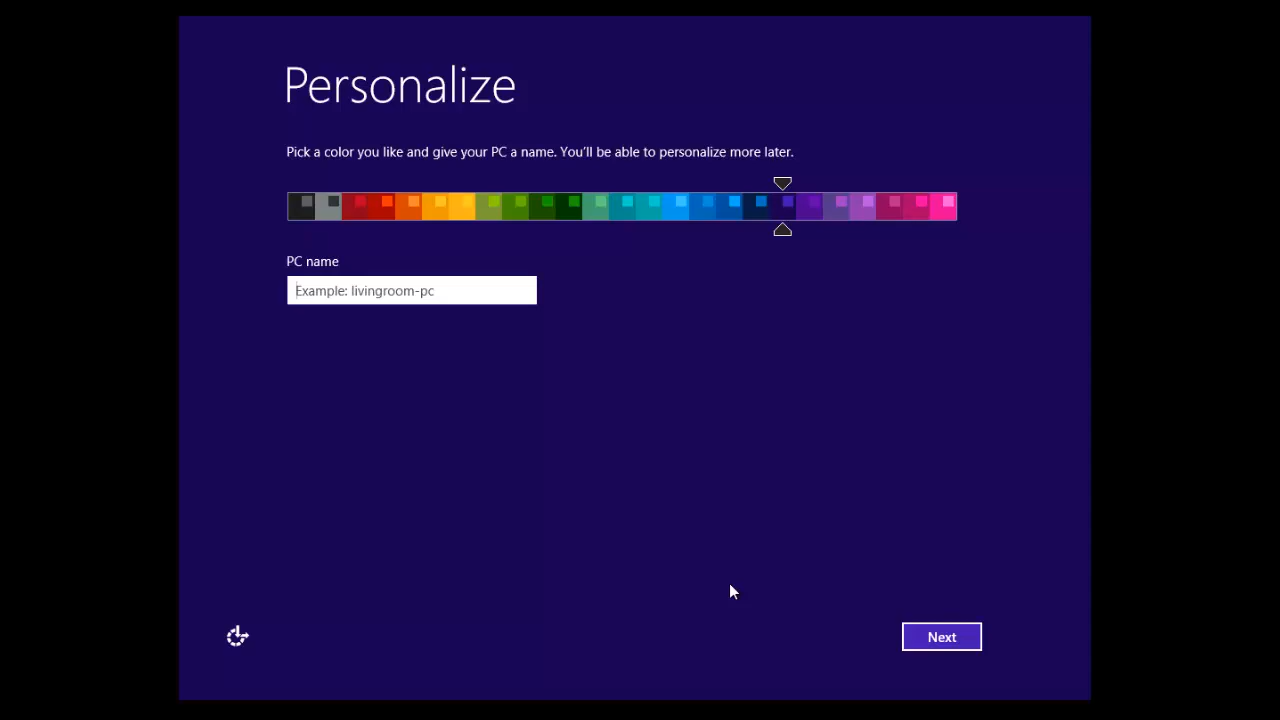 Personalize
Pick a color you like and give your PC a name. You'll be able to personalize more later.
PC name
Example: livingroom-pc
Next